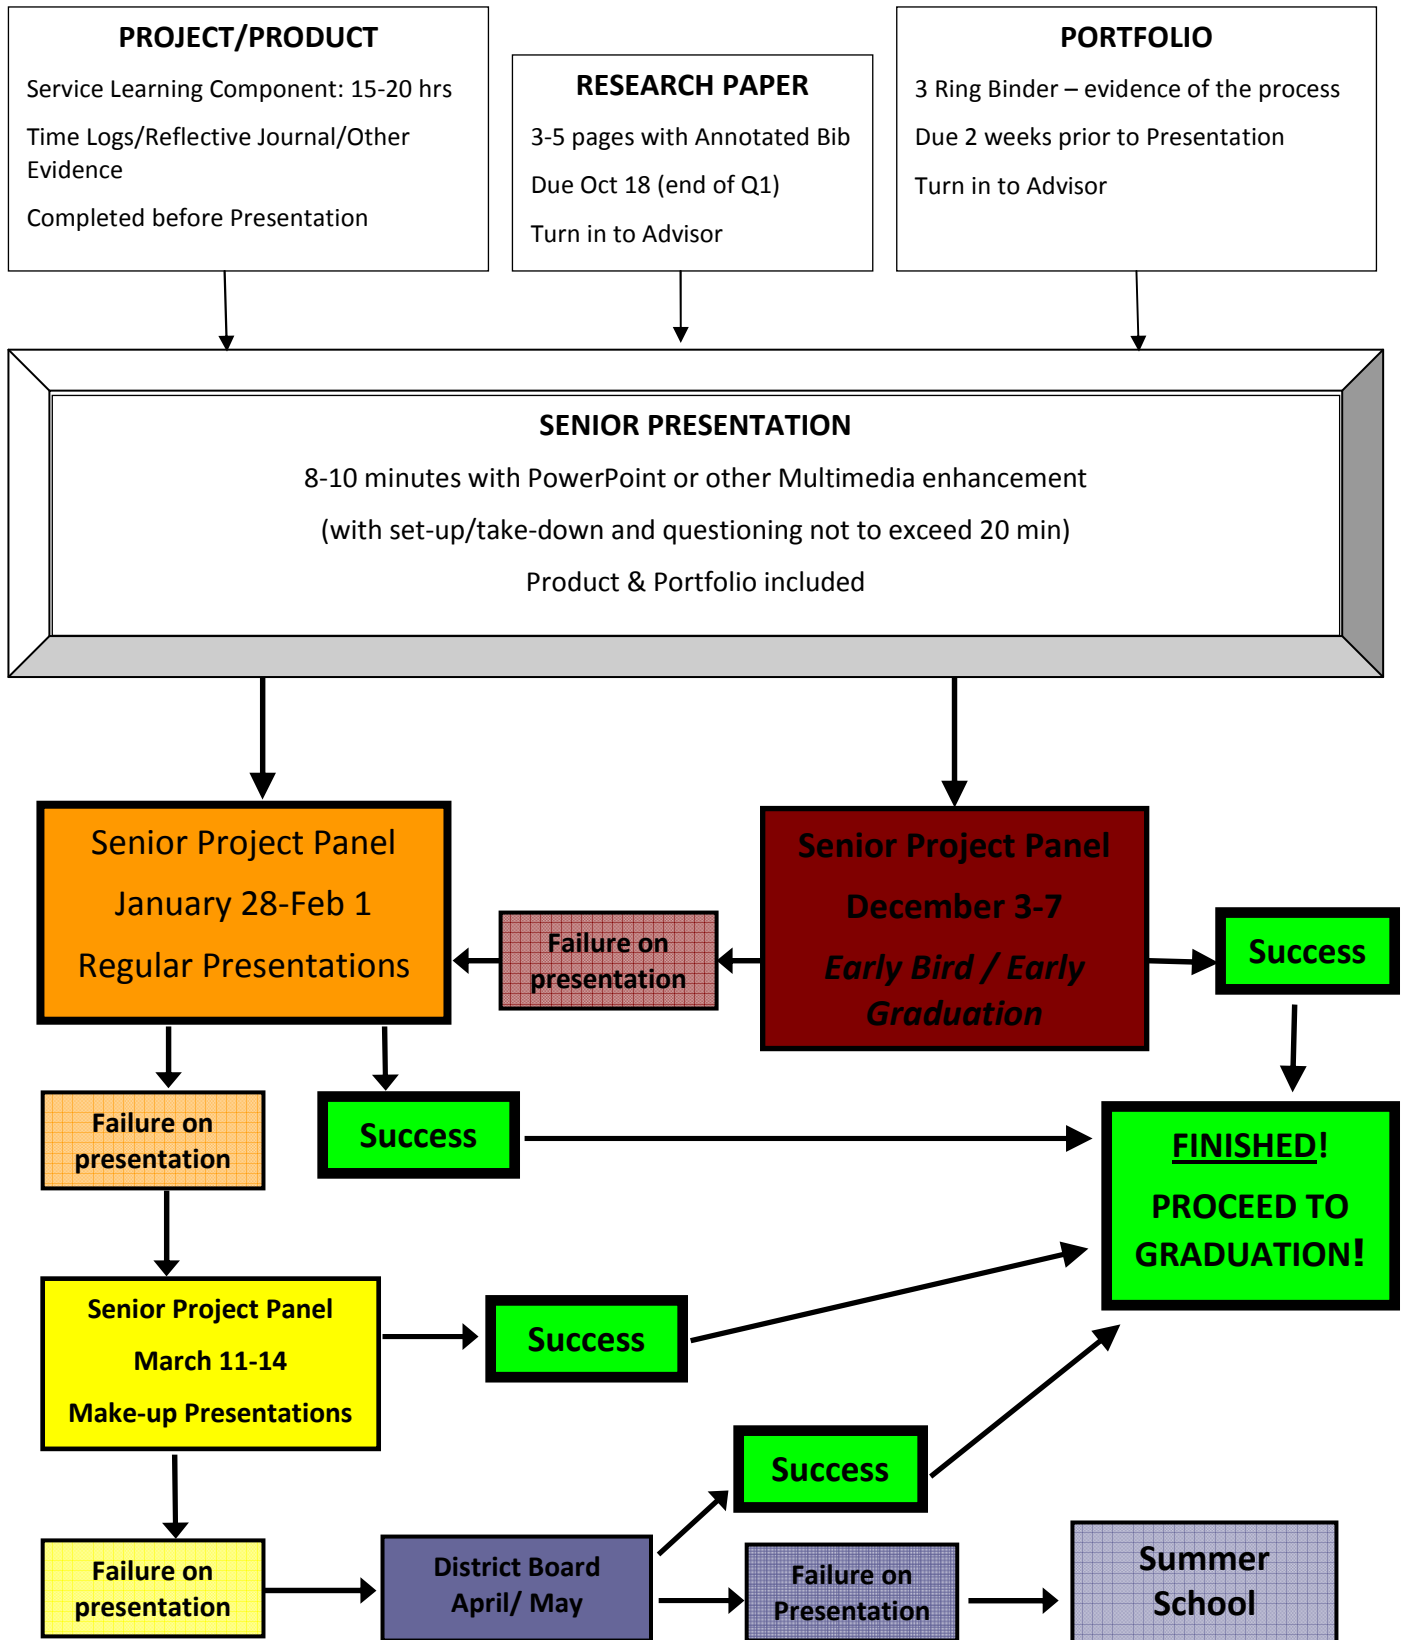 PROJECT/PRODUCT
Service Learning Component: 15-20 hrs
Time Logs/Reflective Journal/Other
Evidence
Completed before Presentation
RESEARCH PAPER
3-5 pages with Annotated Bib
Due Oct 18 (end of Q1)
Turn in to Advisor
PORTFOLIO
3 Ring Binder – evidence of the process
Due 2 weeks prior to Presentation
Turn in to Advisor
SENIOR PRESENTATION
8-10 minutes with PowerPoint or other Multimedia enhancement
(with set-up/take-down and questioning not to exceed 20 min)
Product & Portfolio included
Senior Project Panel
January 28-Feb 1
Regular Presentations
Failure on
presentation
Senior Project Panel
December 3-7
Early Bird / Early
Graduation
Success
Failure on
presentation
Success
FINISHED!
PROCEED TO
GRADUATION!
Senior Project Panel
March 11-14
Make-up Presentations
Success
Success
Failure on
presentation
District Board
April/ May
Failure on
Presentation
Summer
School